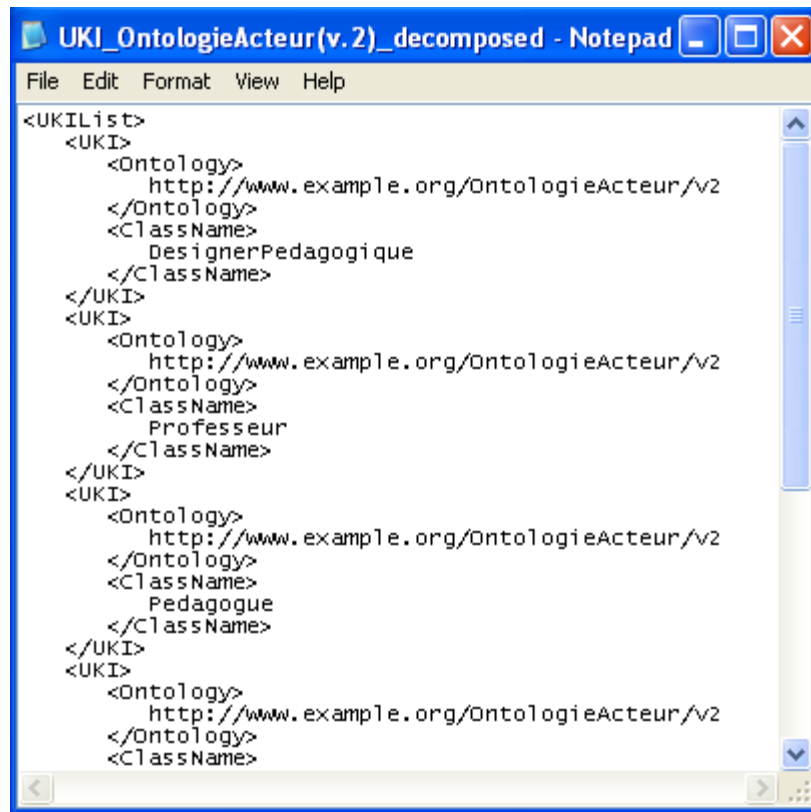 UKI_OntologieActeur(v.2)_decomposed - Notepad
File Edit Format View Help
<UKIList>
   <UKI>
      <Ontology>
         http://www.example.org/OntologieActeur/v2
      </Ontology>
      <ClassName>
         DesignerPedagogique
      </ClassName>
   </UKI>
   <UKI>
      <Ontology>
         http://www.example.org/OntologieActeur/v2
      </Ontology>
      <ClassName>
         Professeur
      </ClassName>
   </UKI>
   <UKI>
      <Ontology>
         http://www.example.org/OntologieActeur/v2
      </Ontology>
      <ClassName>
         Pedagogue
      </ClassName>
   </UKI>
   <UKI>
      <Ontology>
         http://www.example.org/OntologieActeur/v2
      </Ontology>
      <ClassName>